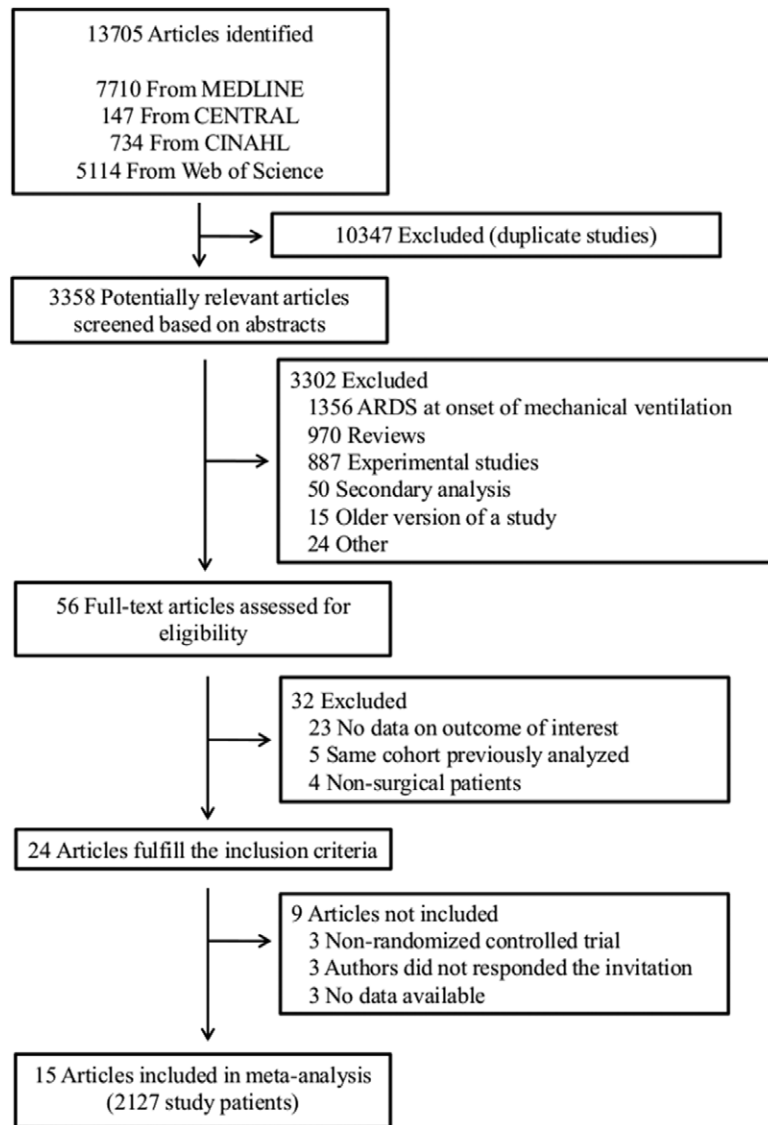 13705 Articles identified
7710 From MEDLINE
147 From CENTRAL
734 From CINAHL
5114 From Web of Science
10347 Excluded (duplicate studies)
3358 Potentially relevant articles
screened based on abstracts
3302 Excluded
1356 ARDS at onset of mechanical ventilation
970 Reviews
887 Experimental studies
50 Secondary analysis
15 Older version of a study
24 Other
56 Full-text articles assessed for
eligibility
32 Excluded
23 No data on outcome of interest
5 Same cohort previously analyzed
4 Non-surgical patients
24 Articles fulfill the inclusion criteria
9 Articles not included
3 Non-randomized controlled trial
3 Authors did not responded the invitation
3 No data available
15 Articles included in meta-analysis
(2127 study patients)